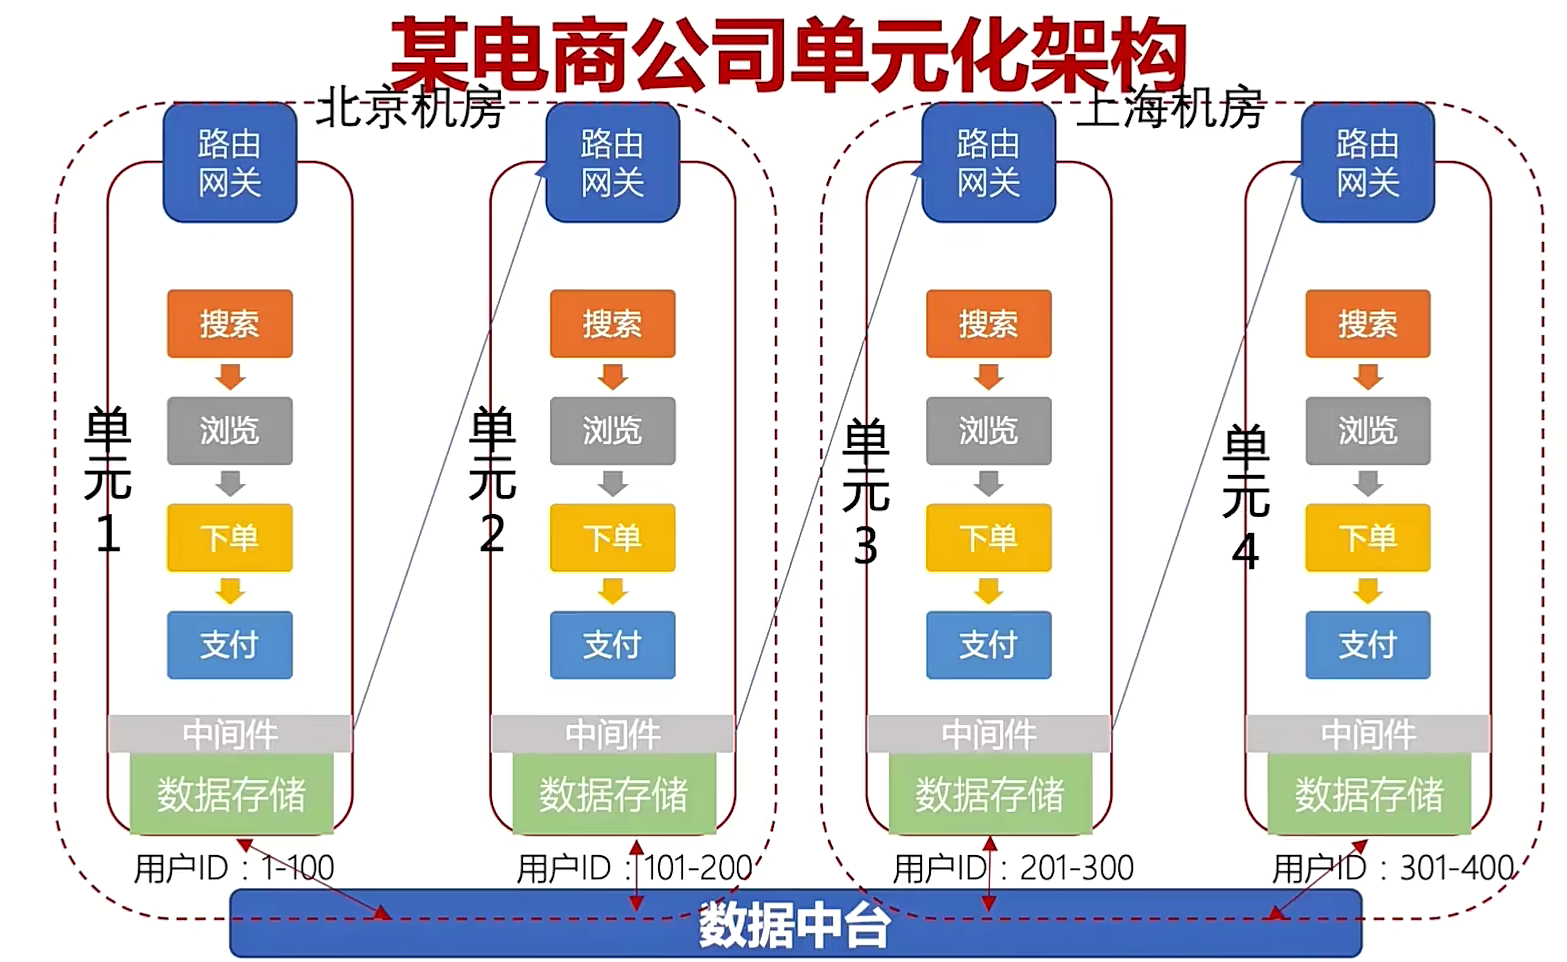 某电商公司单元化架构
北京机房
上海机房
路由
网关
搜索
浏览
下单
支付
单
元
1
中间件
数据存储
用户ID：1-100
路由
网关
搜索
浏览
下单
支付
单
元
2
中间件
数据存储
用户ID：101-200
路由
网关
搜索
浏览
下单
支付
单
元
3
中间件
数据存储
用户ID：201-300
路由
网关
搜索
浏览
下单
支付
单
元
4
中间件
数据存储
用户ID：301-400
数据中台